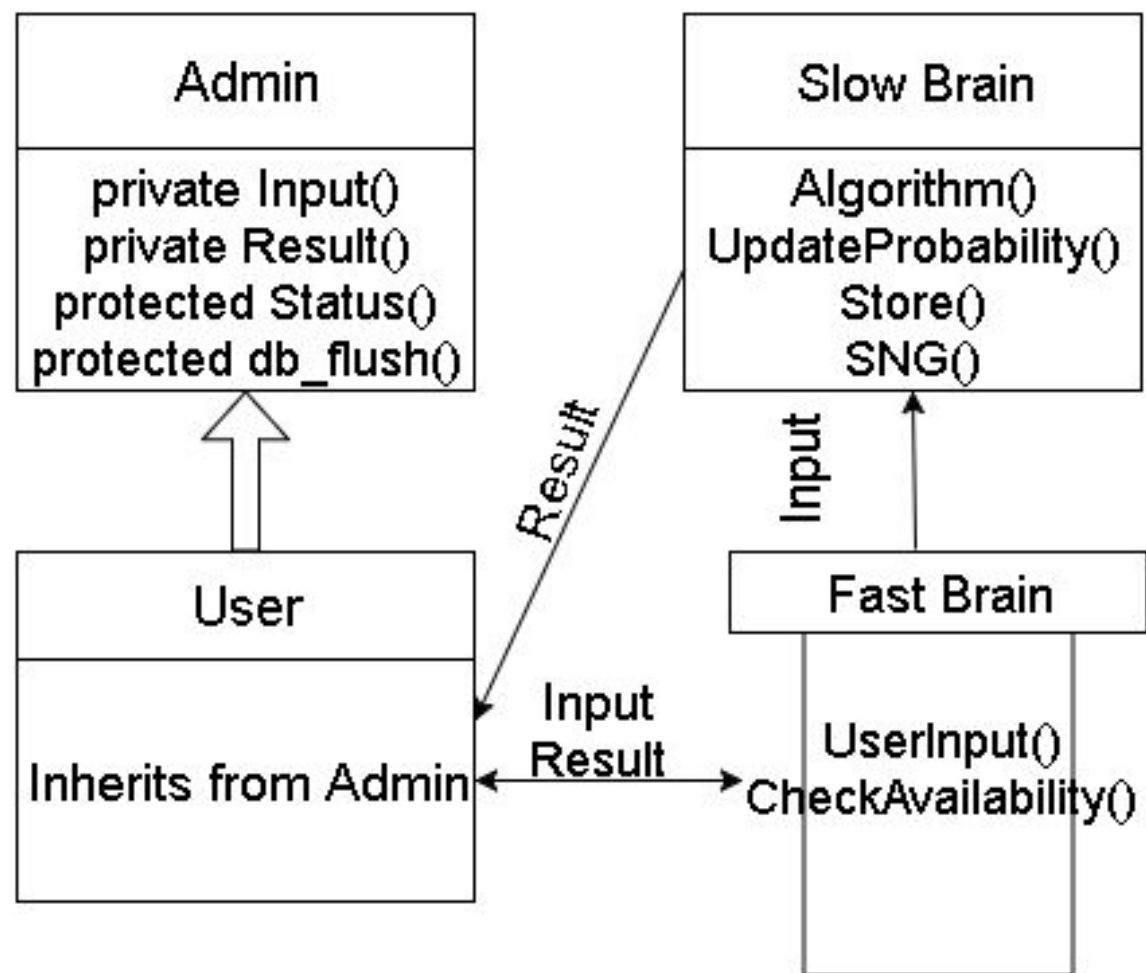 Admin
private Input()
private Result()
protected Status()
protected db_flush()
Slow Brain
Algorithm()
UpdateProbability()
Store()
SNG()
Result
Input
User
Inherits from Admin
Input
Result
Fast Brain
UserInput()
CheckAvailability()